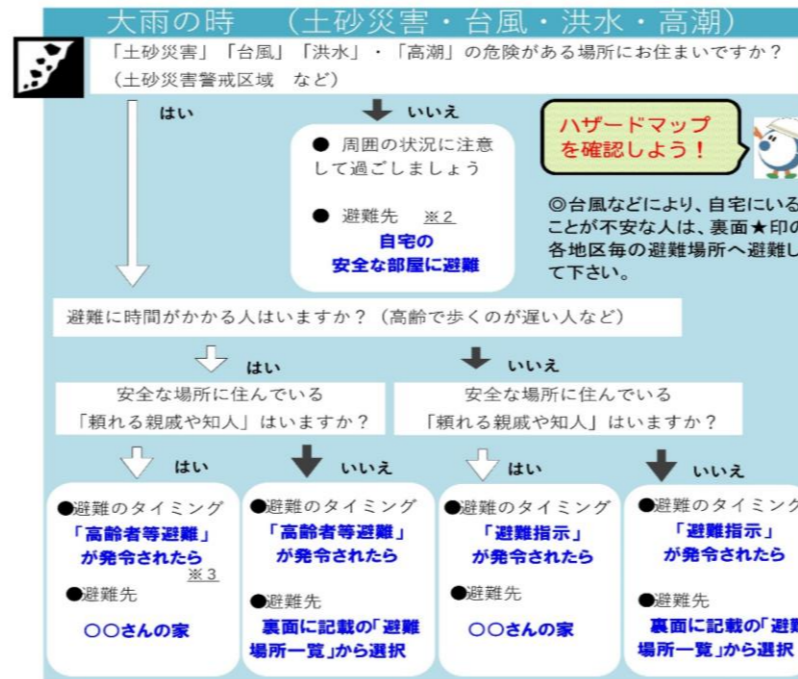 大雨の時　（土砂災害・台風・洪水・高潮）
「土砂災害」「台風」「洪水」・「高潮」の危険がある場所にお住まいですか？
（土砂災害警戒区域　など）
はい
いいえ
● 周囲の状況に注意
して過ごしましょう
● 避難先　※2
自宅の
安全な部屋に避難
ハザードマップ
を確認しよう！
◎台風などにより、自宅にいる
ことが不安な人は、裏面★印の
各地区毎の避難場所へ避難し
て下さい。
避難に時間がかかる人はいますか？（高齢で歩くのが遅い人など）
はい
いいえ
安全な場所に住んでいる
「頼れる親戚や知人」はいますか？
安全な場所に住んでいる
「頼れる親戚や知人」はいますか？
はい
いいえ
はい
いいえ
●避難のタイミング
「高齢者等避難」
が発令されたら
※3
●避難先
〇〇さんの家
●避難のタイミング
「高齢者等避難」
が発令されたら
●避難先
裏面に記載の「避難
場所一覧」から選択
●避難のタイミング
「避難指示」
が発令されたら
●避難先
〇〇さんの家
●避難のタイミング
「避難指示」
が発令されたら
●避難先
裏面に記載の「避難
場所一覧」から選択